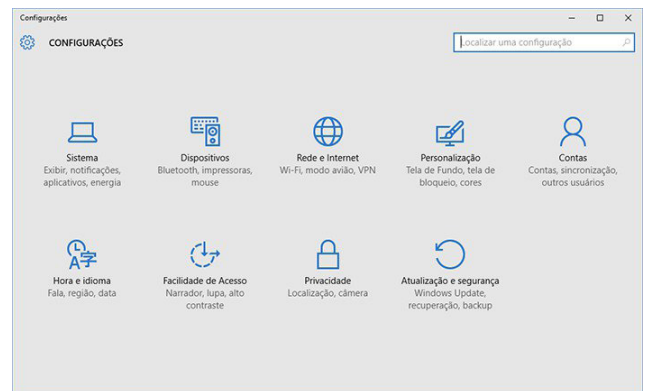 Configurações
CONFIGURAÇÕES
Localizar uma configuração
Sistema
Exibir, notificações,
aplicativos, energia
Dispositivos
Bluetooth, impressoras,
mouse
Rede e Internet
Wi-Fi, modo avião, VPN
Personalização
Tela de Fundo, tela de
bloqueio, cores
Contas
Contas, sincronização,
outros usuários
Hora e idioma
Fala, região, data
Facilidade de Acesso
Narrador, lupa, alto
contraste
Privacidade
Localização, câmera
Atualização e segurança
Windows Update,
recuperação, backup